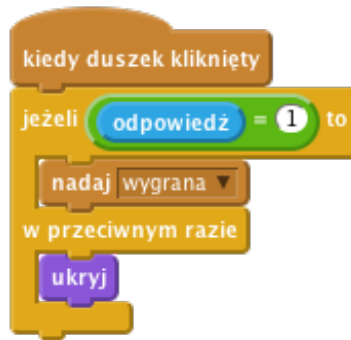 kiedy duszek kliknięty
jeżeli odpowiedź = 1 to
nadaj wygrana
w przeciwnym razie
ukryj